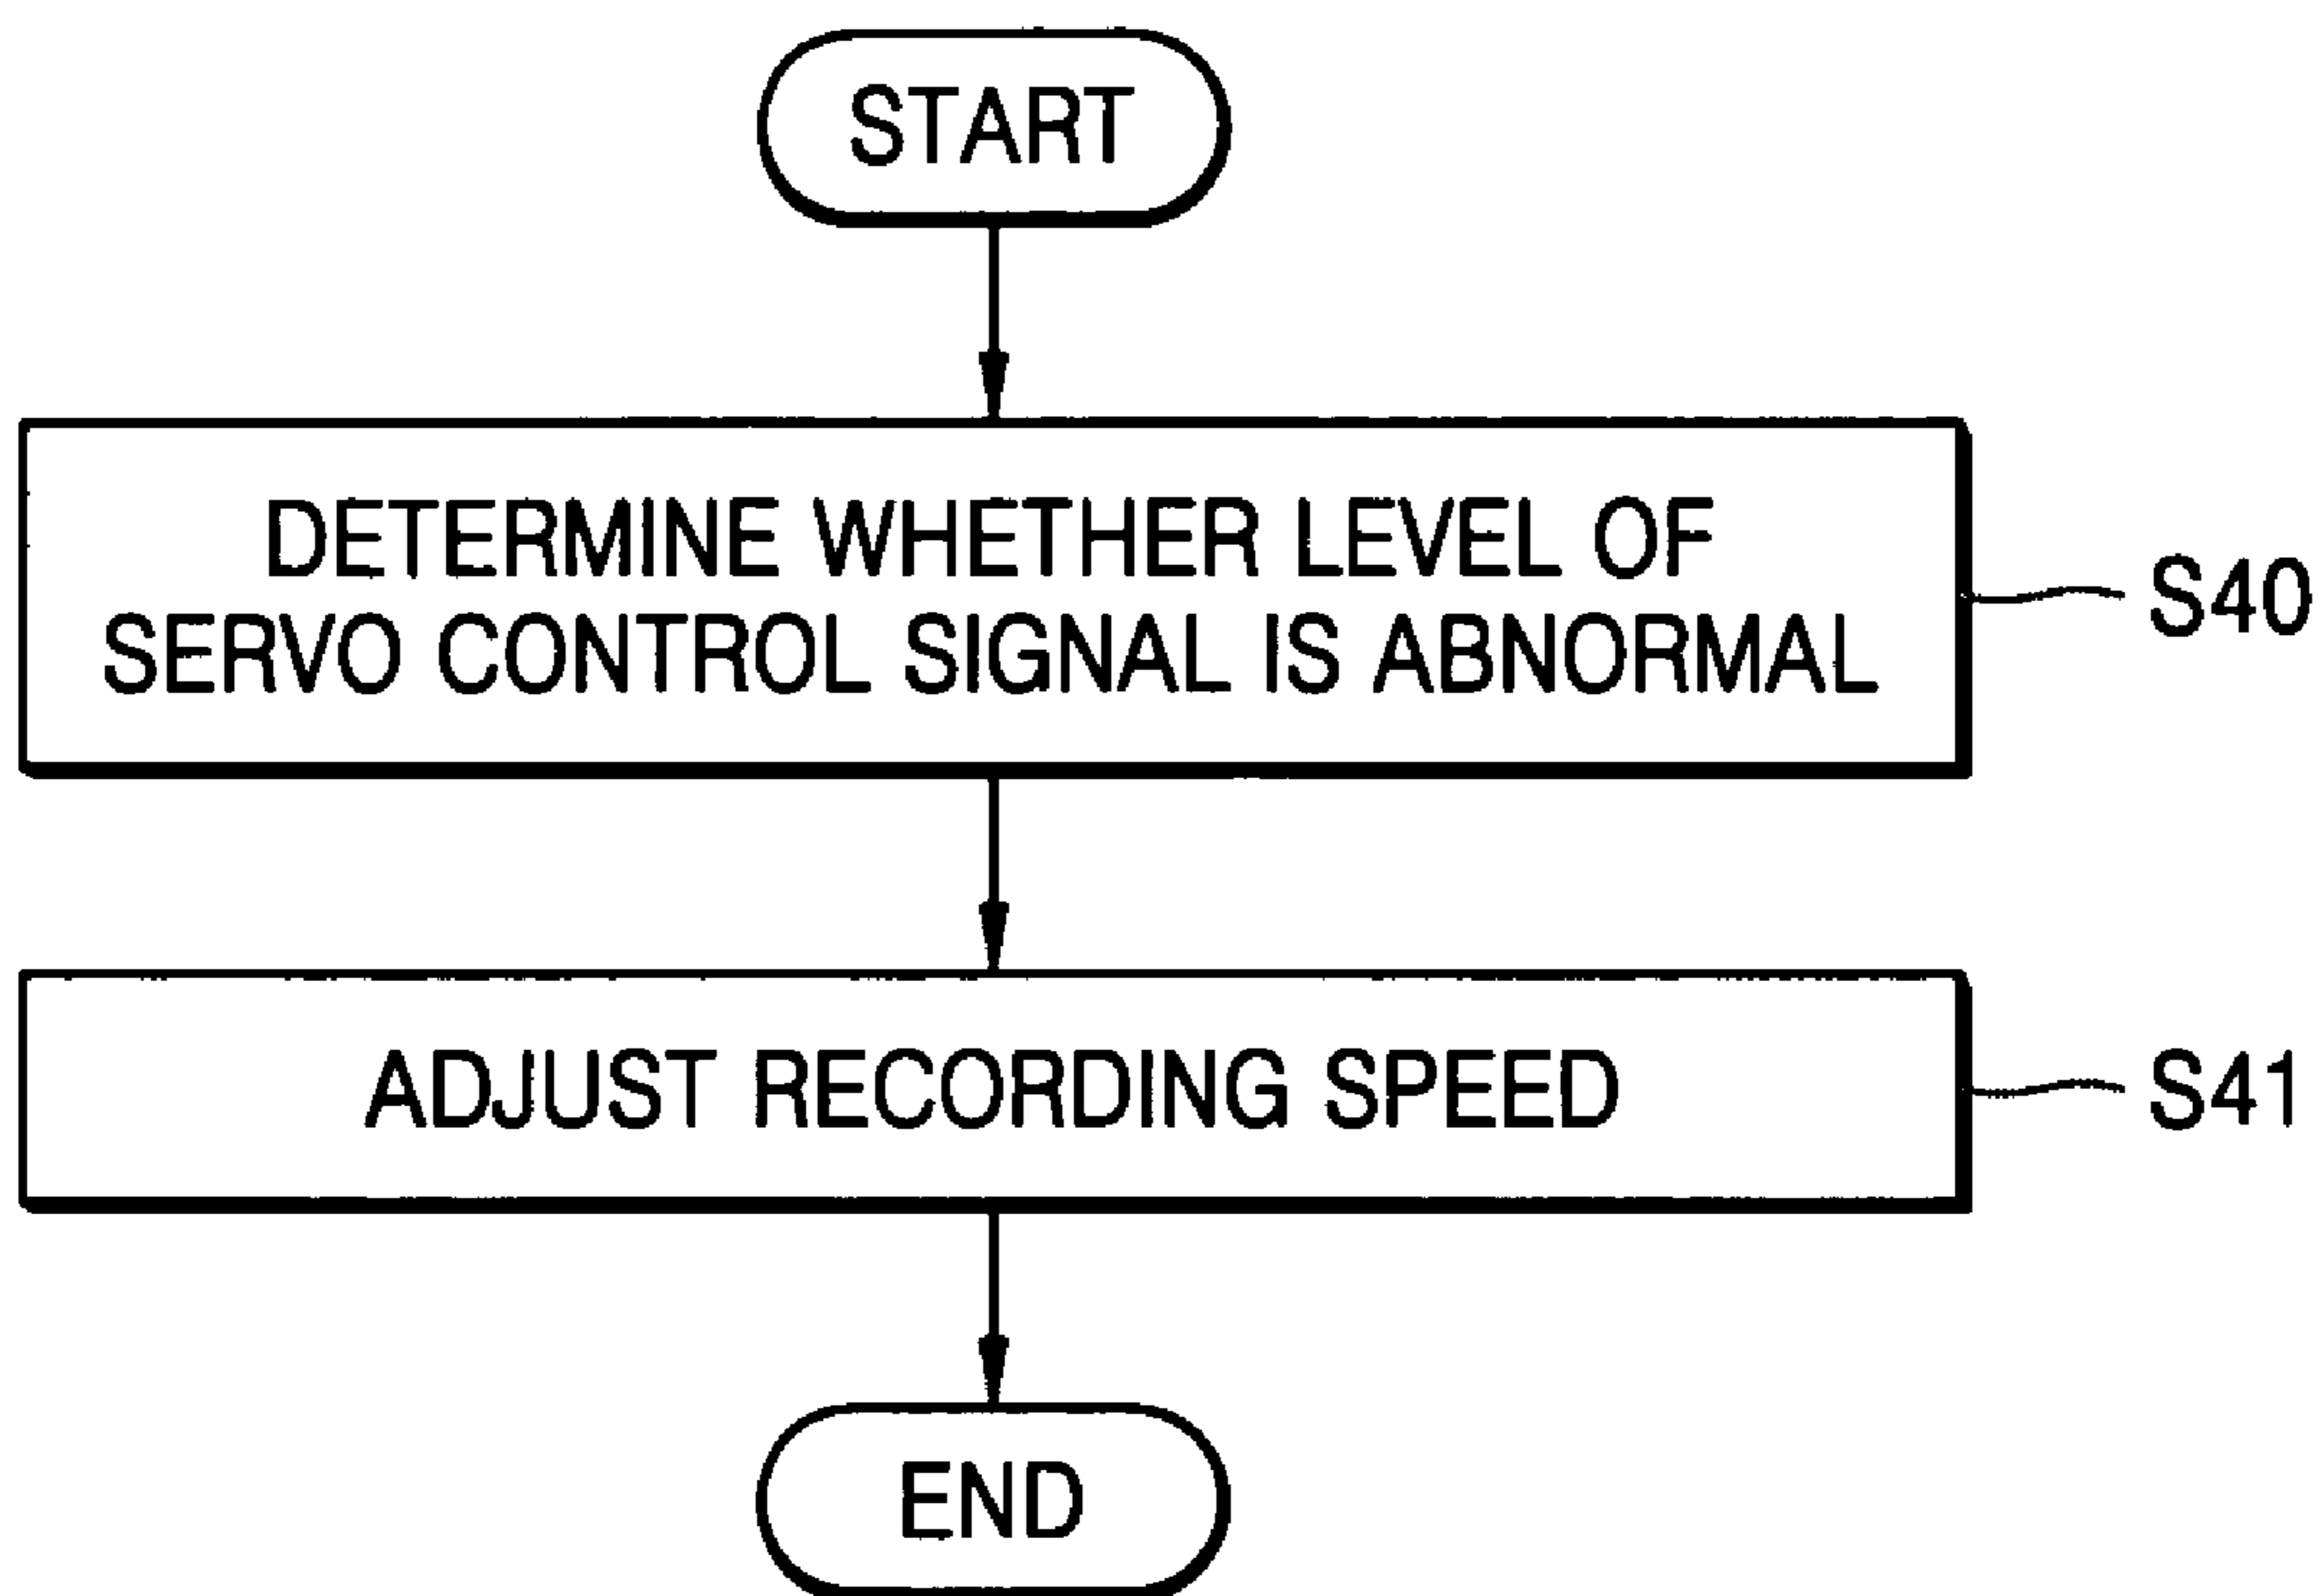 START
DETERMINE WHETHER LEVEL OF
SERVO CONTROL SIGNAL IS ABNORMAL
S40
ADJUST RECORDING SPEED
S41
END